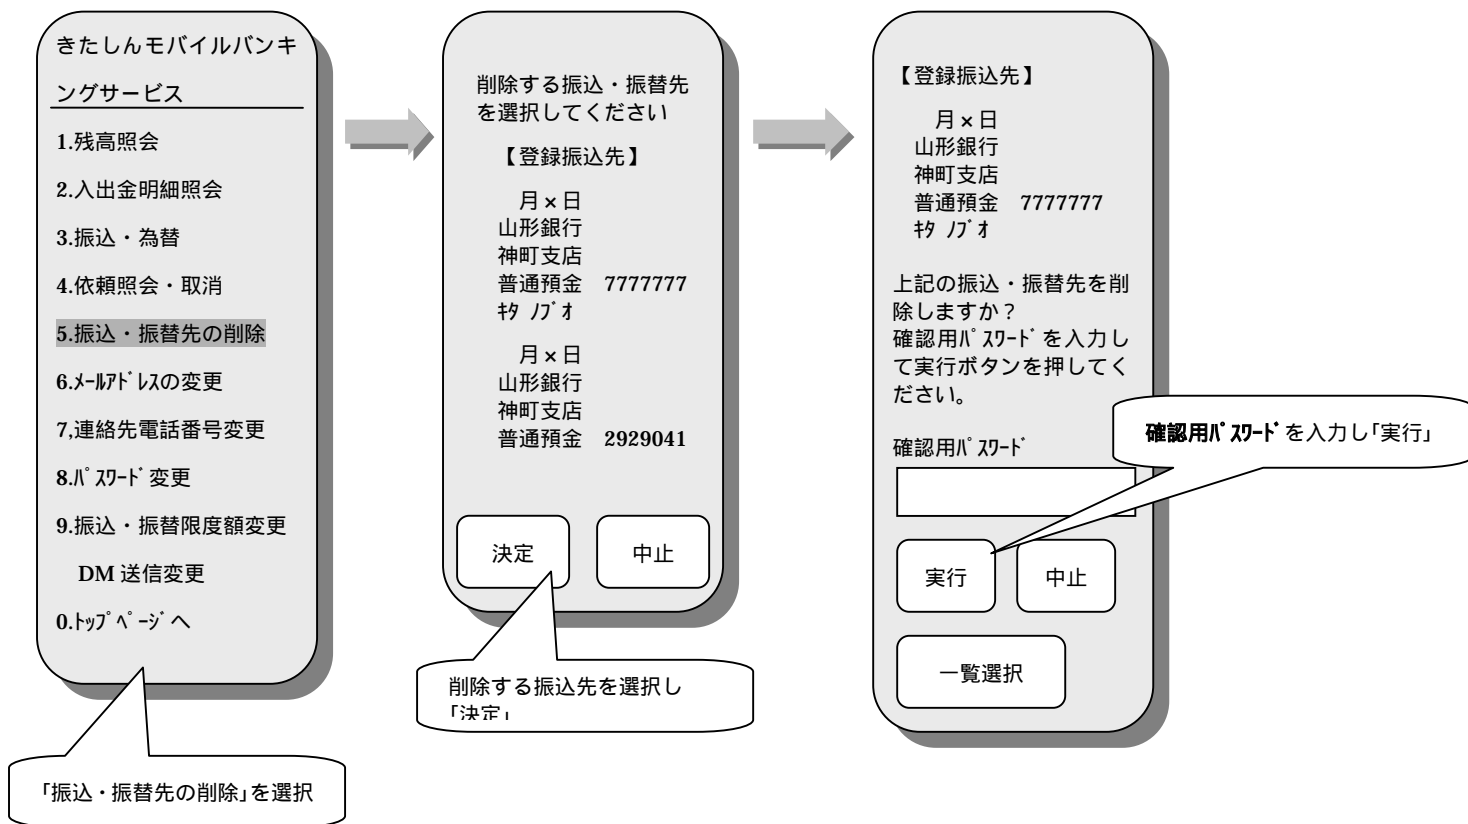 きたしんモバイルバンキ
ングサービス
1.残高照会
2.入出金明細照会
3.振込・為替
4.依頼照会・取消
5.振込・振替先の削除
6.ﾒｰﾙｱﾄﾞﾚｽの変更
7,連絡先電話番号変更
8.ﾊﾟｽﾜｰﾄﾞ変更
9.振込・振替限度額変更
DM 送信変更
0.ﾄｯﾌﾟﾍﾟｰｼﾞへ
「振込・振替先の削除」を選択
削除する振込・振替先
を選択してください
【登録振込先】
月×日
山形銀行
神町支店
普通預金 7777777
ｷﾀ ﾉﾌﾞｵ
月×日
山形銀行
神町支店
普通預金 2929041
決定
中止
削除する振込先を選択し
「決定」
【登録振込先】
月×日
山形銀行
神町支店
普通預金 7777777
ｷﾀ ﾉﾌﾞｵ
上記の振込・振替先を削
除しますか？
確認用ﾊﾟｽﾜｰﾄﾞを入力し
て実行ボタンを押してく
ださい。
確認用ﾊﾟｽﾜｰﾄﾞ
実行
中止
一覧選択
確認用ﾊﾟｽﾜｰﾄﾞを入力し「実行」